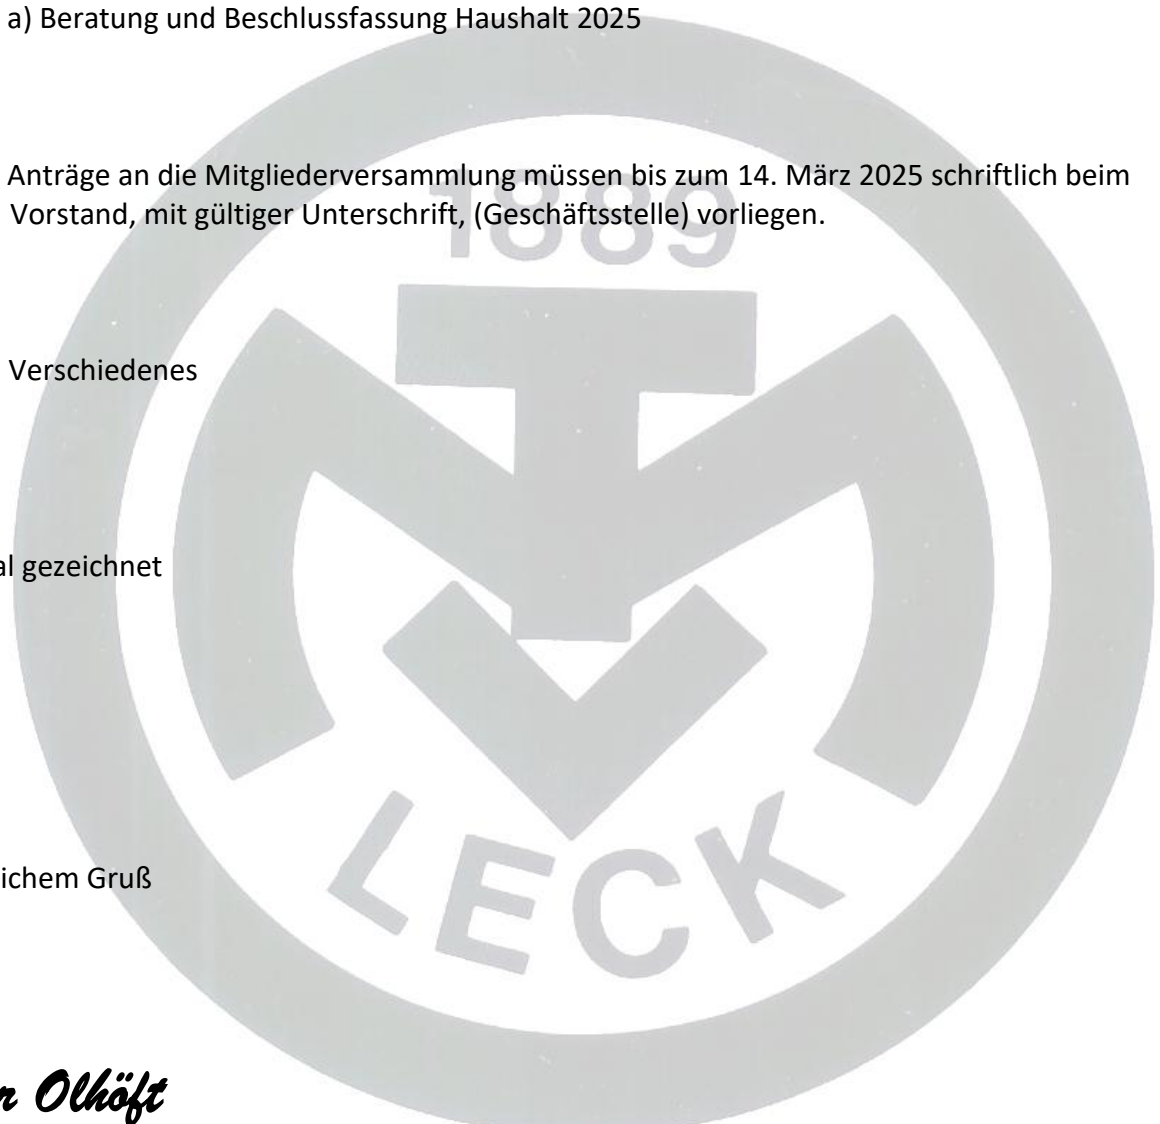 a) Beratung und Beschlussfassung Haushalt 2025
Anträge an die Mitgliederversammlung müssen bis zum 14. März 2025 schriftlich beim
Vorstand, mit gültiger Unterschrift, (Geschäftsstelle) vorliegen.
1889
TMV
Verschiedenes
al gezeichnet
LECK
ichem Gruß
r Olhöft